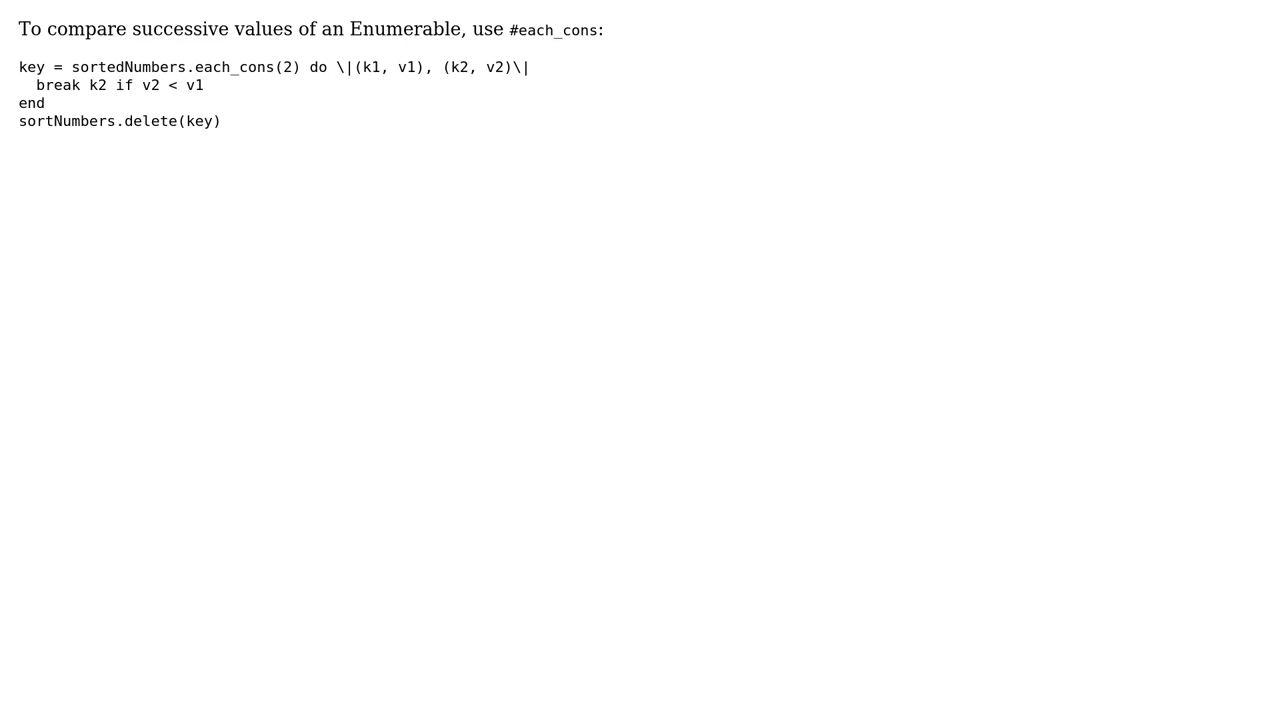 To compare successive values of an Enumerable, use #each_cons:
key = sortedNumbers.each_cons(2) do \|(k1, v1), (k2, v2)\|
  break k2 if v2 < v1
end
sortNumbers.delete(key)